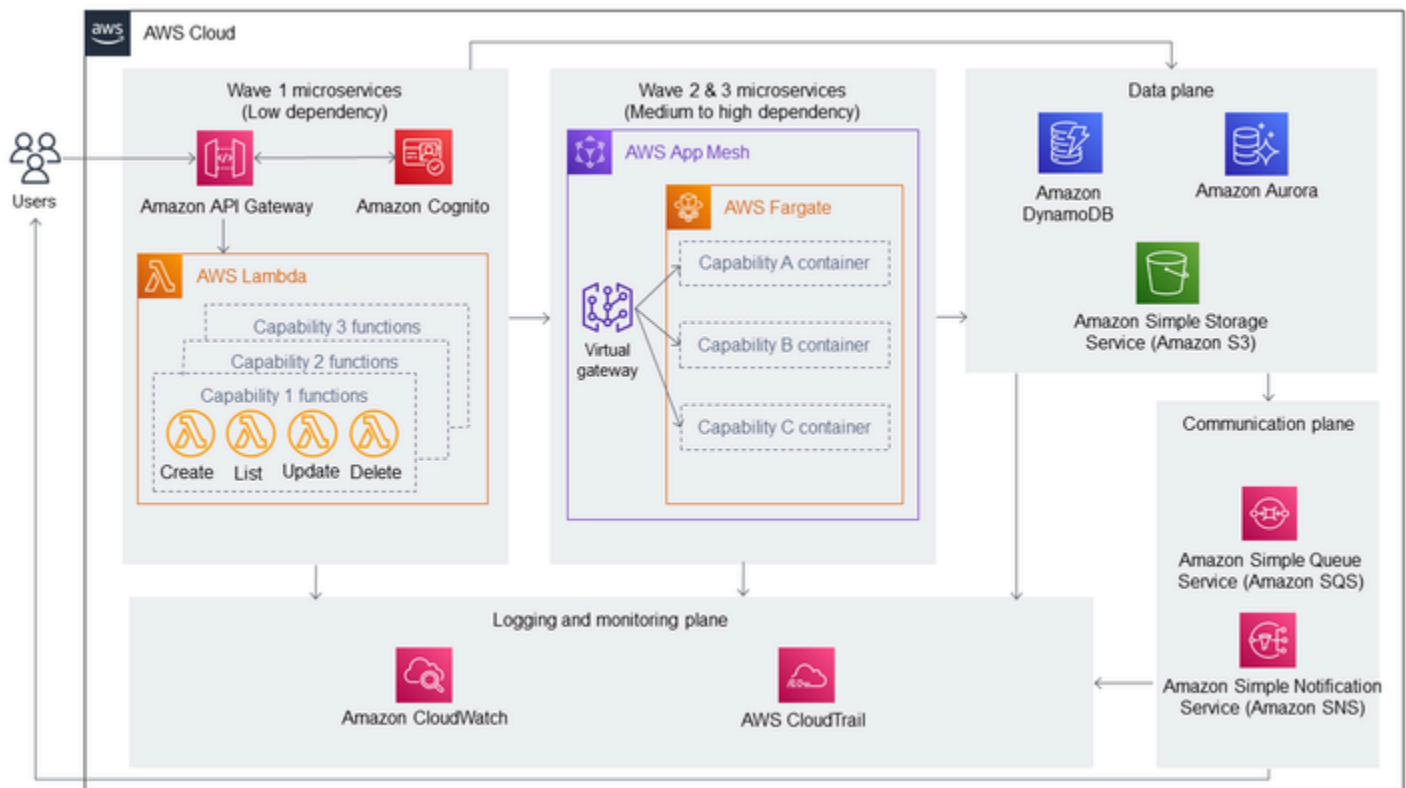 aws
AWS Cloud
Wave 1 microservices
(Low dependency)
Users
Amazon API Gateway
Amazon Cognito
AWS Lambda
Capability 3 functions
Capability 2 functions
Capability 1 functions
Create
List
Update
Delete
Wave 2 & 3 microservices
(Medium to high dependency)
AWS App Mesh
AWS Fargate
Capability A container
Virtual
gateway
Capability B container
Capability C container
Data plane
Amazon
DynamoDB
Amazon Aurora
Amazon Simple Storage
Service (Amazon S3)
Communication plane
Amazon Simple Queue
Service (Amazon SQS)
Amazon Simple Notification
Service (Amazon SNS)
Logging and monitoring plane
Amazon CloudWatch
AWS CloudTrail